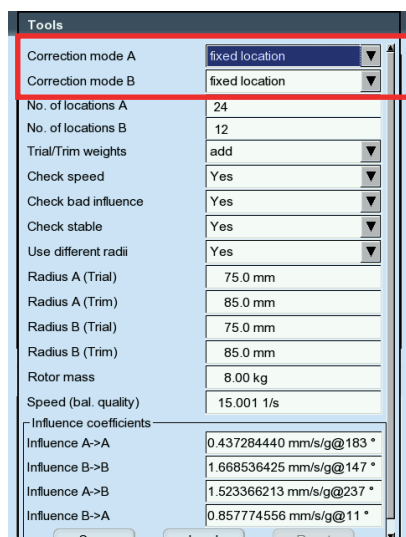 Tools
Correction mode A fixed location
Correction mode B fixed location
No. of locations A 24
No. of locations B 12
Trial/Trim weights add
Check speed Yes
Check bad influence Yes
Check stable Yes
Use different radii Yes
Radius A (Trial) 75.0 mm
Radius A (Trim) 85.0 mm
Radius B (Trial) 75.0 mm
Radius B (Trim) 85.0 mm
Rotor mass 8.00 kg
Speed (bal. quality) 15.001 1/s
Influence coefficients
Influence A->A 0.437284440 mm/s/g@183 °
Influence B->B 1.668536425 mm/s/g@147 °
Influence A->B 1.523366213 mm/s/g@237 °
Influence B->A 0.857774556 mm/s/g@11 °